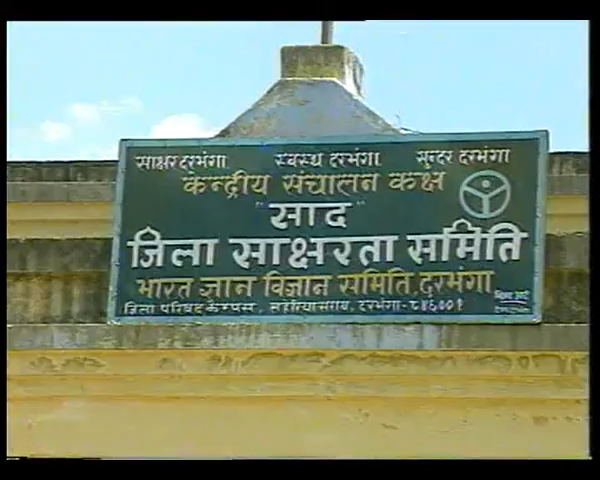 साक्षर दरभंगा स्वस्थ दरभंगा सुन्दर दरभंगा
केन्द्रीय संचालन कक्ष
"साद"
जिला साक्षरता समिति
भारत ज्ञान विज्ञान समिति, दरभंगा
जिला परिषद कैम्पस, लहेरियासराय, दरभंगा-८४६००१